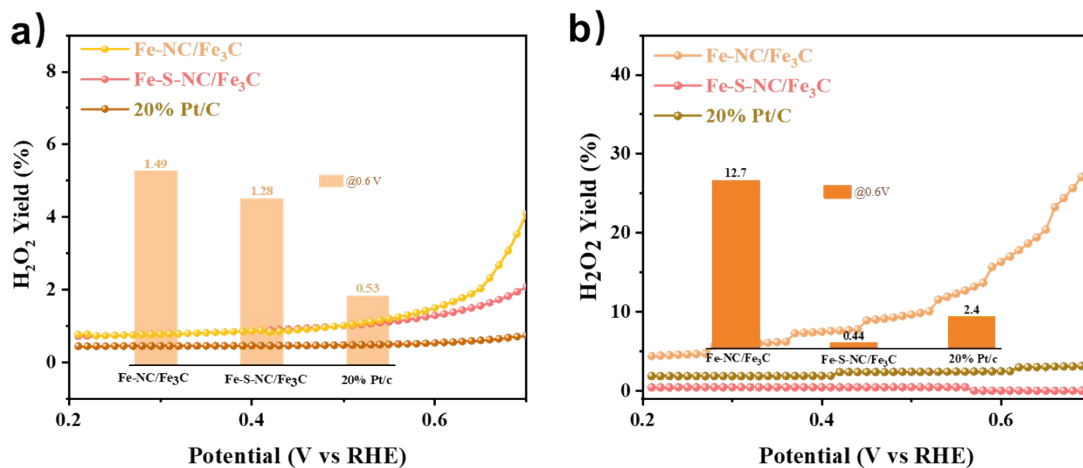 a)
H₂O₂ Yield (%)
8
6
4
2
0
Fe-NC/Fe₃C
Fe-S-NC/Fe₃C
20% Pt/C
1.49
1.28
0.53
@0.6 V
Fe-NC/Fe₃C
Fe-S-NC/Fe₃C
20% Pt/c
0.2
0.4
0.6
Potential (V vs RHE)
b)
H₂O₂ Yield (%)
40
30
20
10
0
Fe-NC/Fe₃C
Fe-S-NC/Fe₃C
20% Pt/C
12.7
0.44
2.4
@0.6V
Fe-NC/Fe₃C
Fe-S-NC/Fe₃C
20% Pt/C
0.2
0.4
0.6
Potential (V vs RHE)